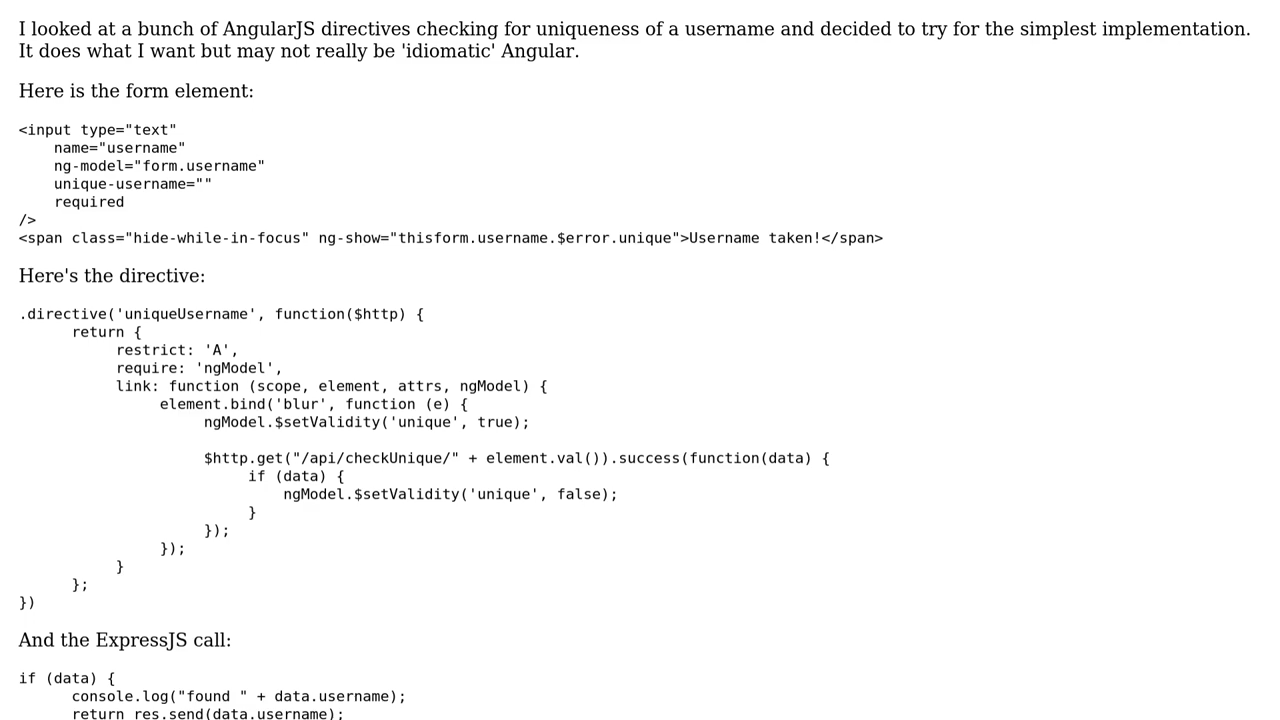 I looked at a bunch of AngularJS directives checking for uniqueness of a username and decided to try for the simplest implementation.
It does what I want but may not really be 'idiomatic' Angular.
Here is the form element:
<input type="text"
    name="username"
    ng-model="form.username"
    unique-username=""
    required
/>
<span class="hide-while-in-focus" ng-show="thisform.username.$error.unique">Username taken!</span>
Here's the directive:
.directive('uniqueUsername', function($http) {
      return {
           restrict: 'A',
           require: 'ngModel',
           link: function (scope, element, attrs, ngModel) {
                element.bind('blur', function (e) {
                     ngModel.$setValidity('unique', true);
                     $http.get("/api/checkUnique/" + element.val()).success(function(data) {
                          if (data) {
                              ngModel.$setValidity('unique', false);
                          }
                     });
                });
           }
      };
})
And the ExpressJS call:
if (data) {
      console.log("found " + data.username);
      return res.send(data.username);